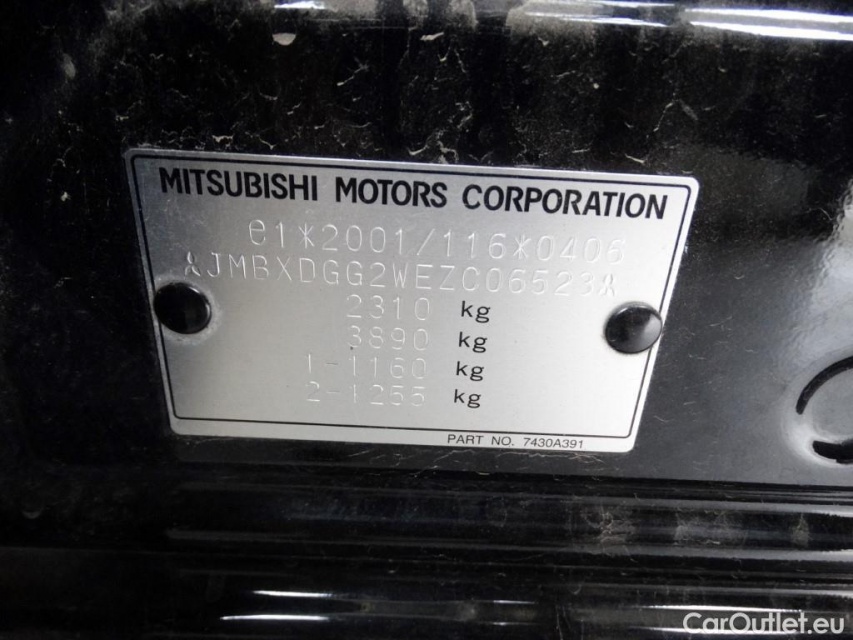 MITSUBISHI MOTORS CORPORATION
e1*2001/116*0406
JMBXDGG2WEZC06523
2310 kg
3890 kg
1-1160 kg
2-1255 kg
PART NO. 7430A391
CarOutlet.eu